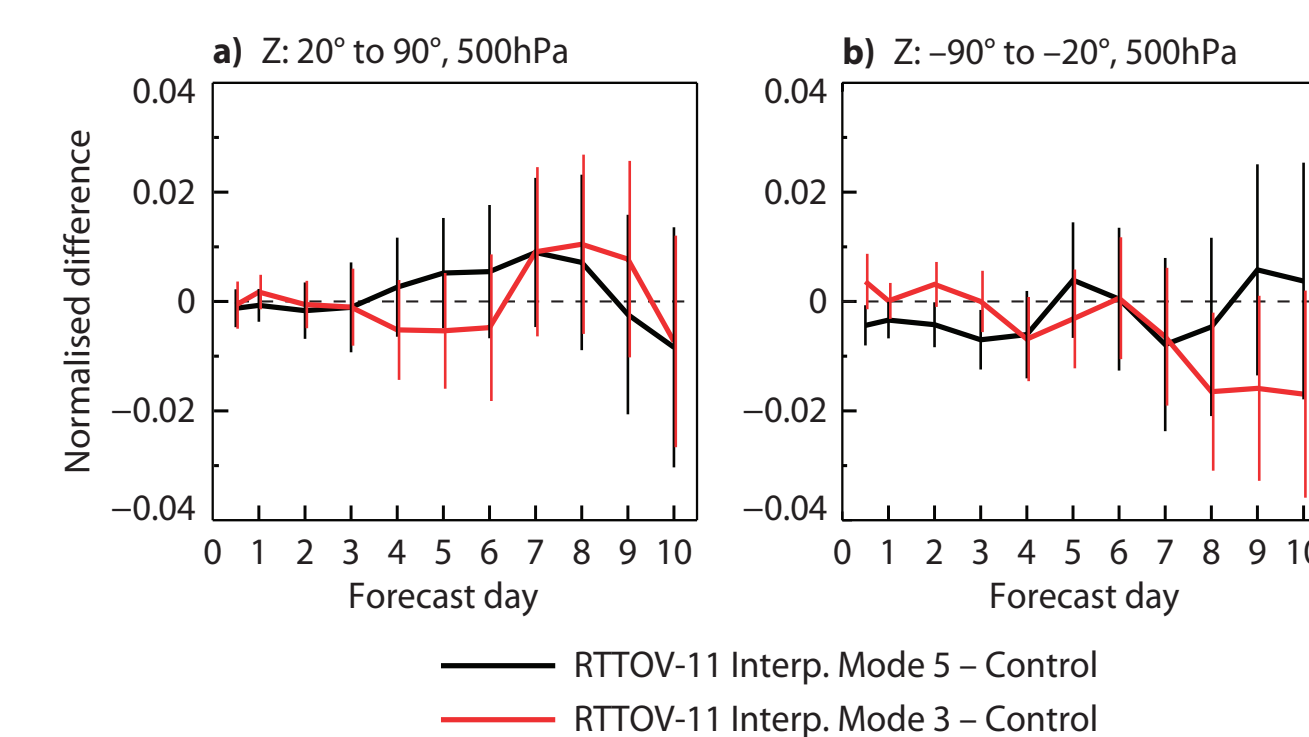 a) Z: 20° to 90°, 500hPa
b) Z: –90° to –20°, 500hPa
Normalised difference
0.04
0.02
0
–0.02
–0.04
0 1 2 3 4 5 6 7 8 9 10
Forecast day
0.04
0.02
0
–0.02
–0.04
0 1 2 3 4 5 6 7 8 9 10
Forecast day
RTTOV-11 Interp. Mode 5 – Control
RTTOV-11 Interp. Mode 3 – Control